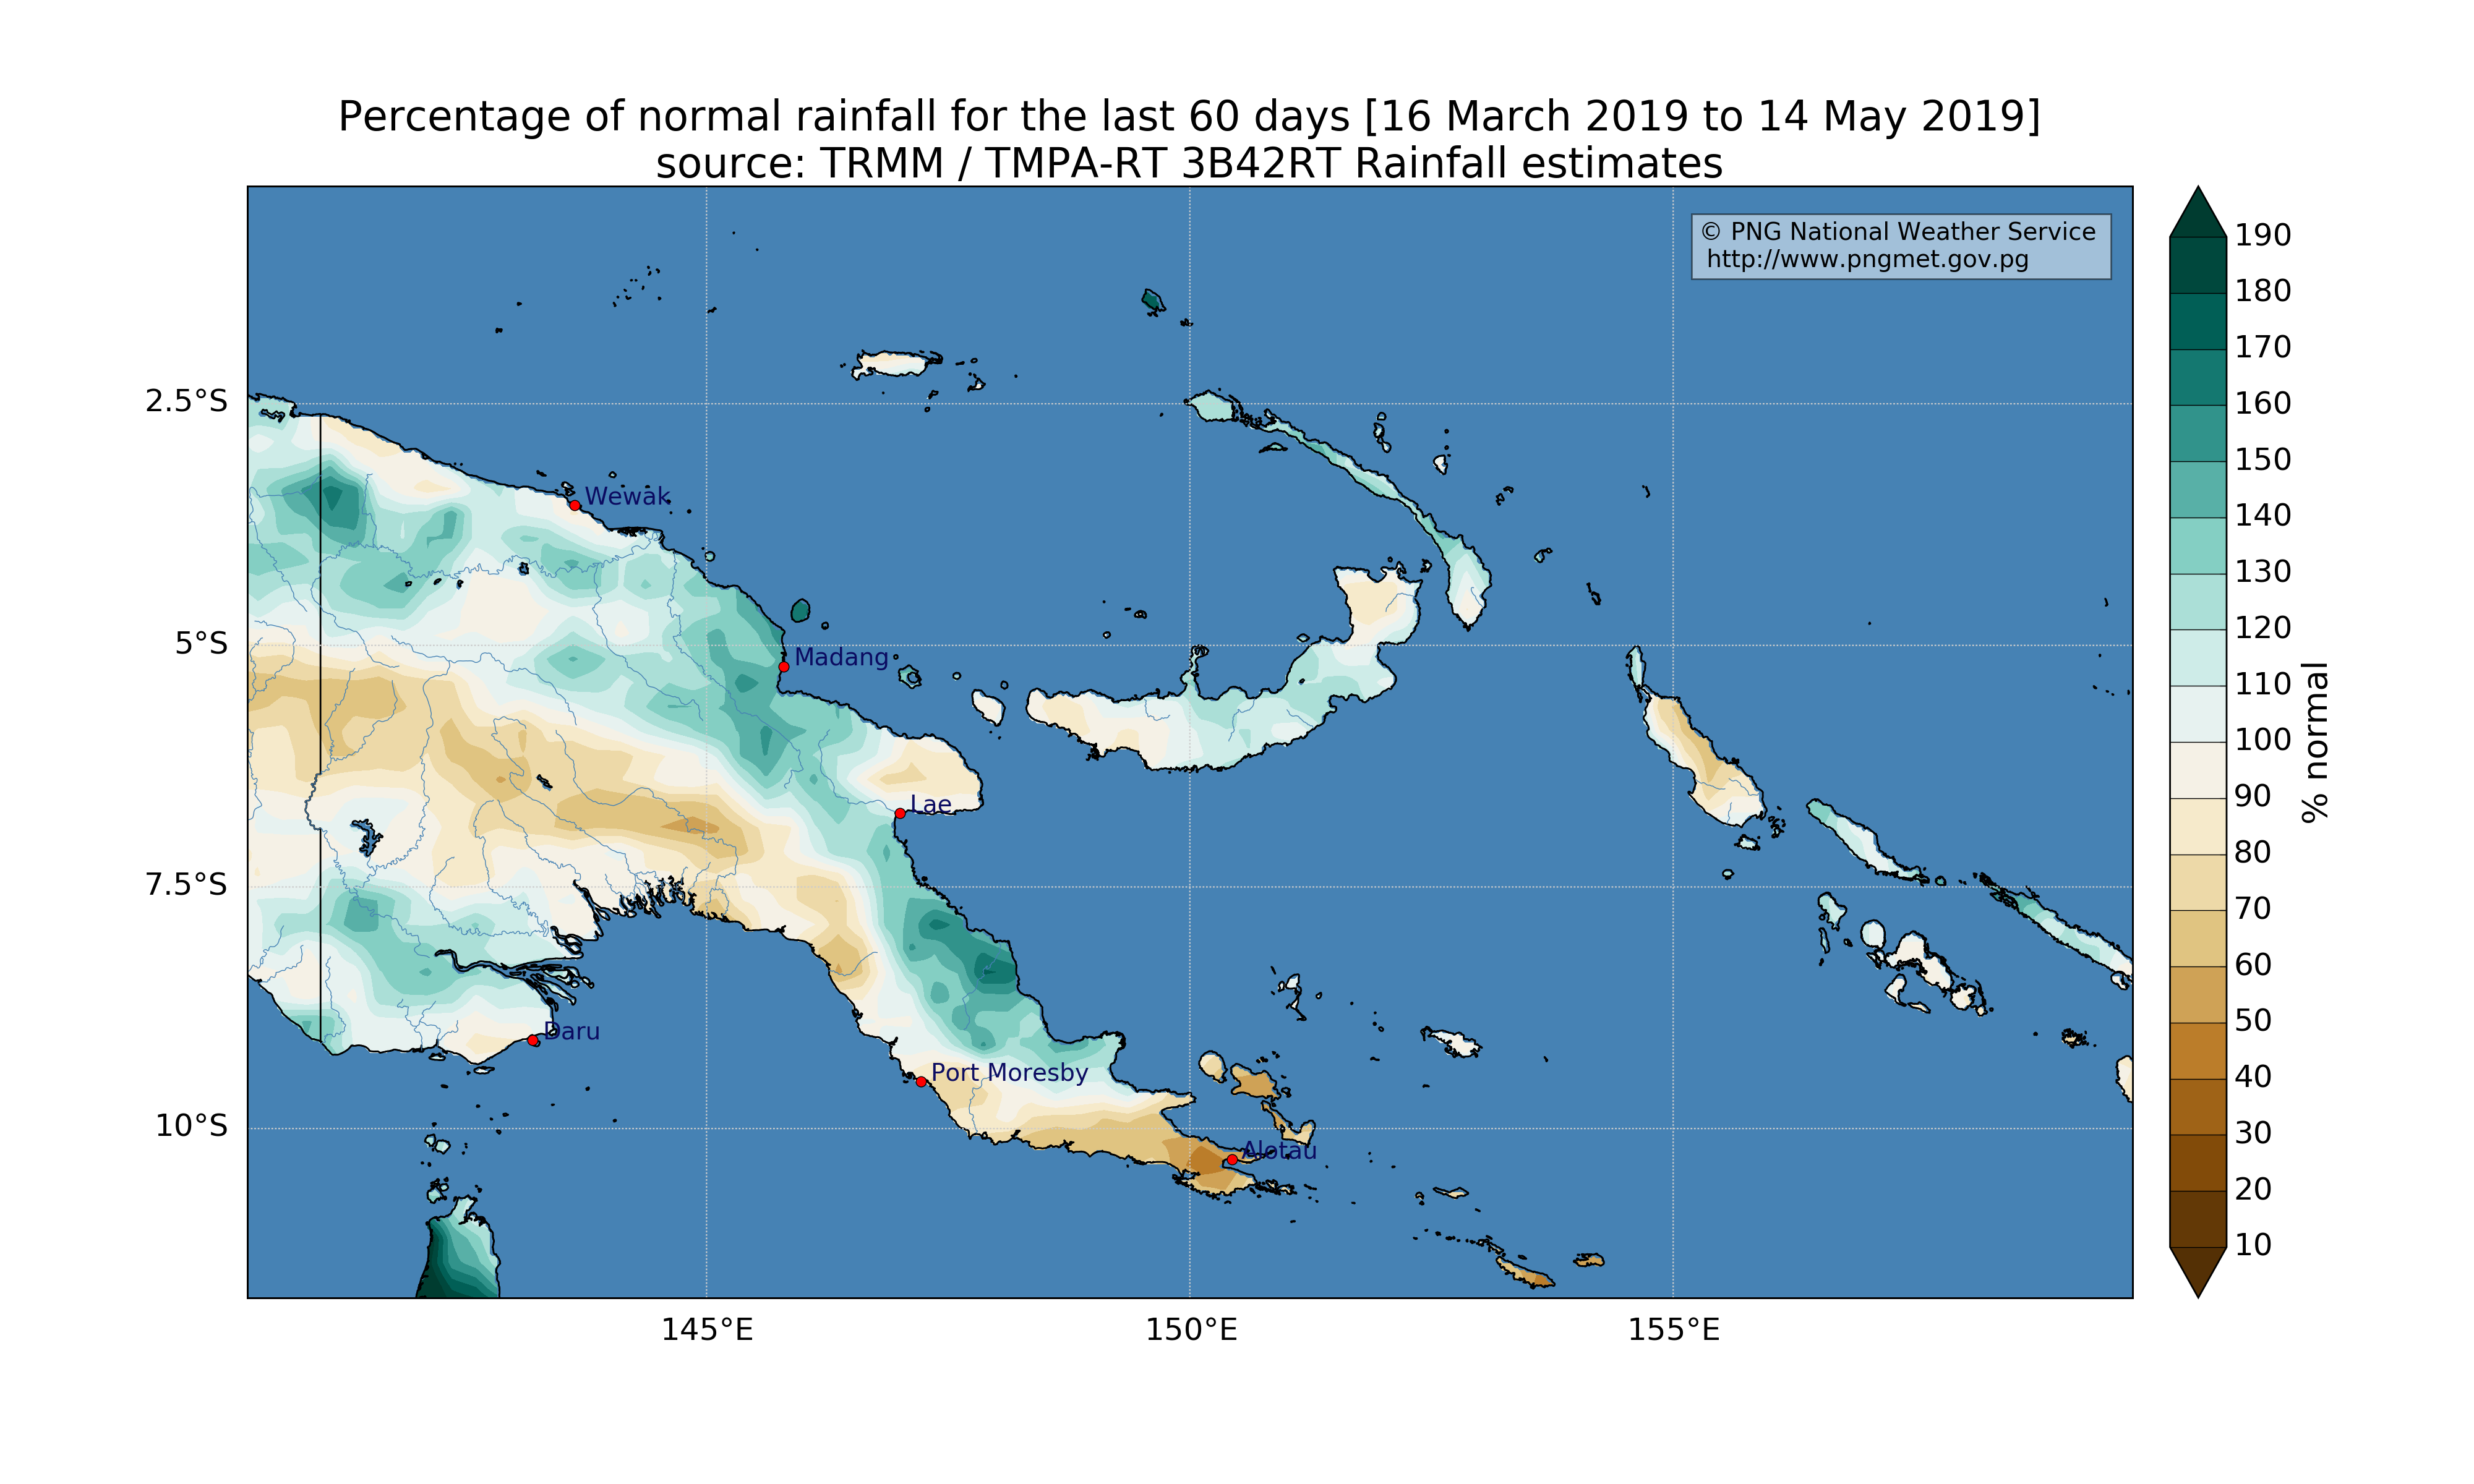 Percentage of normal rainfall for the last 60 days [16 March 2019 to 14 May 2019]
source: TRMM / TMPA-RT 3B42RT Rainfall estimates
© PNG National Weather Service
http://www.pngmet.gov.pg
190
180
170
160
150
140
130
120
110
100
90
80
70
60
50
40
30
20
10
% normal
2.5°S
5°S
7.5°S
10°S
Wewak
Madang
Lae
Daru
Port Moresby
Alotau
145°E
150°E
155°E